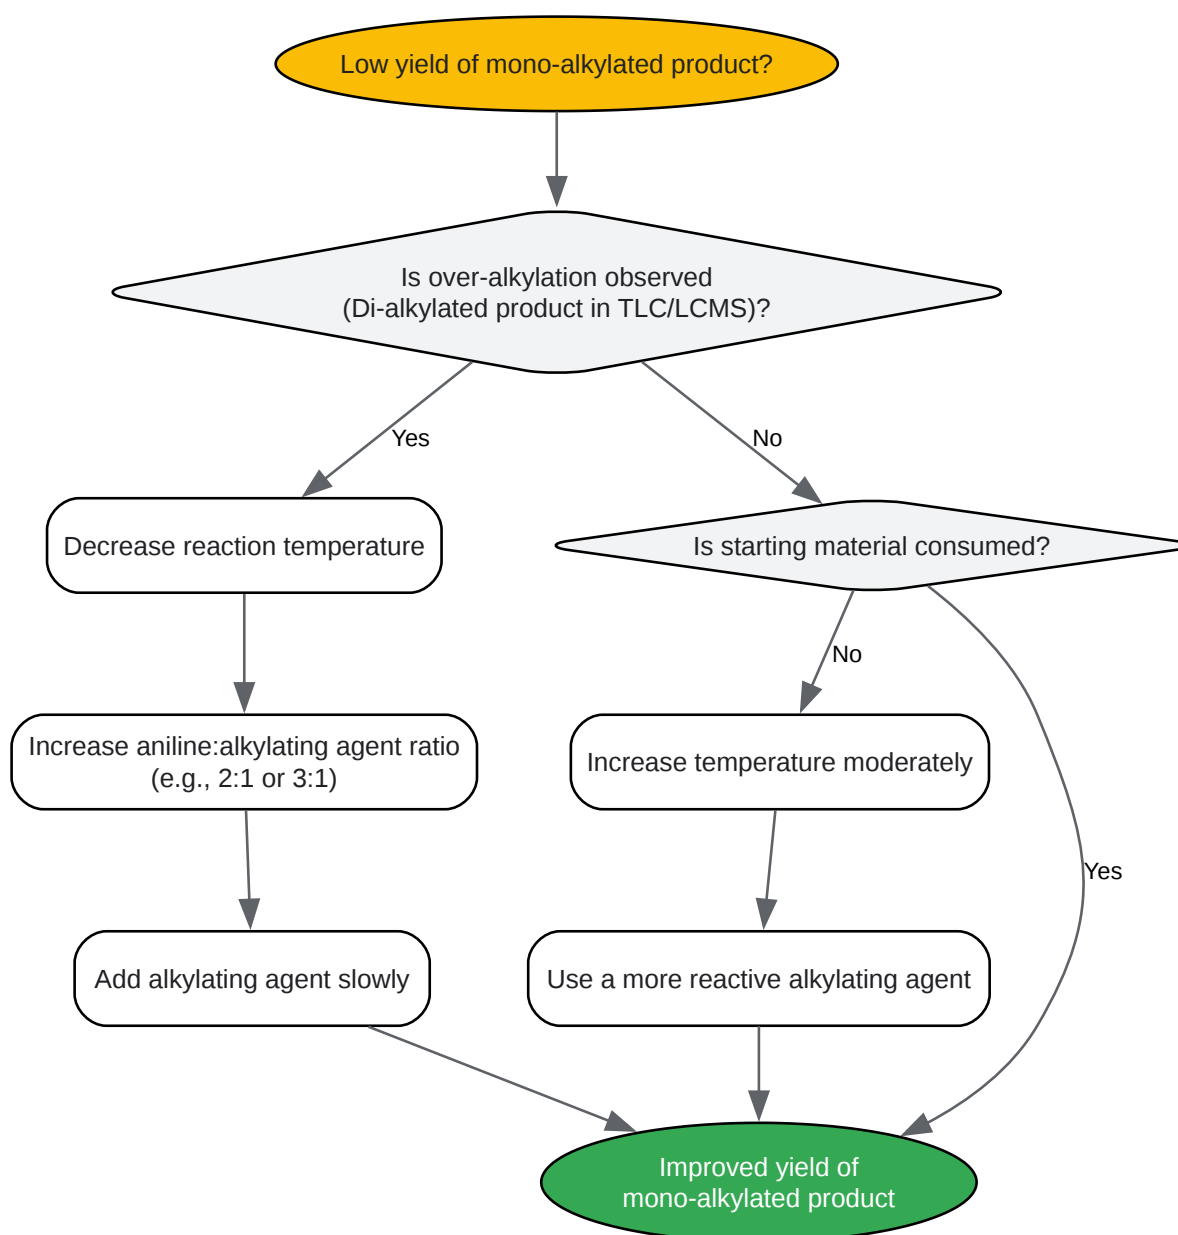 Low yield of mono-alkylated product?
Is over-alkylation observed
(Di-alkylated product in TLC/LCMS)?
Yes
No
Decrease reaction temperature
Is starting material consumed?
No
Increase aniline:alkylating agent ratio
(e.g., 2:1 or 3:1)
Increase temperature moderately
Yes
Add alkylating agent slowly
Use a more reactive alkylating agent
Improved yield of
mono-alkylated product